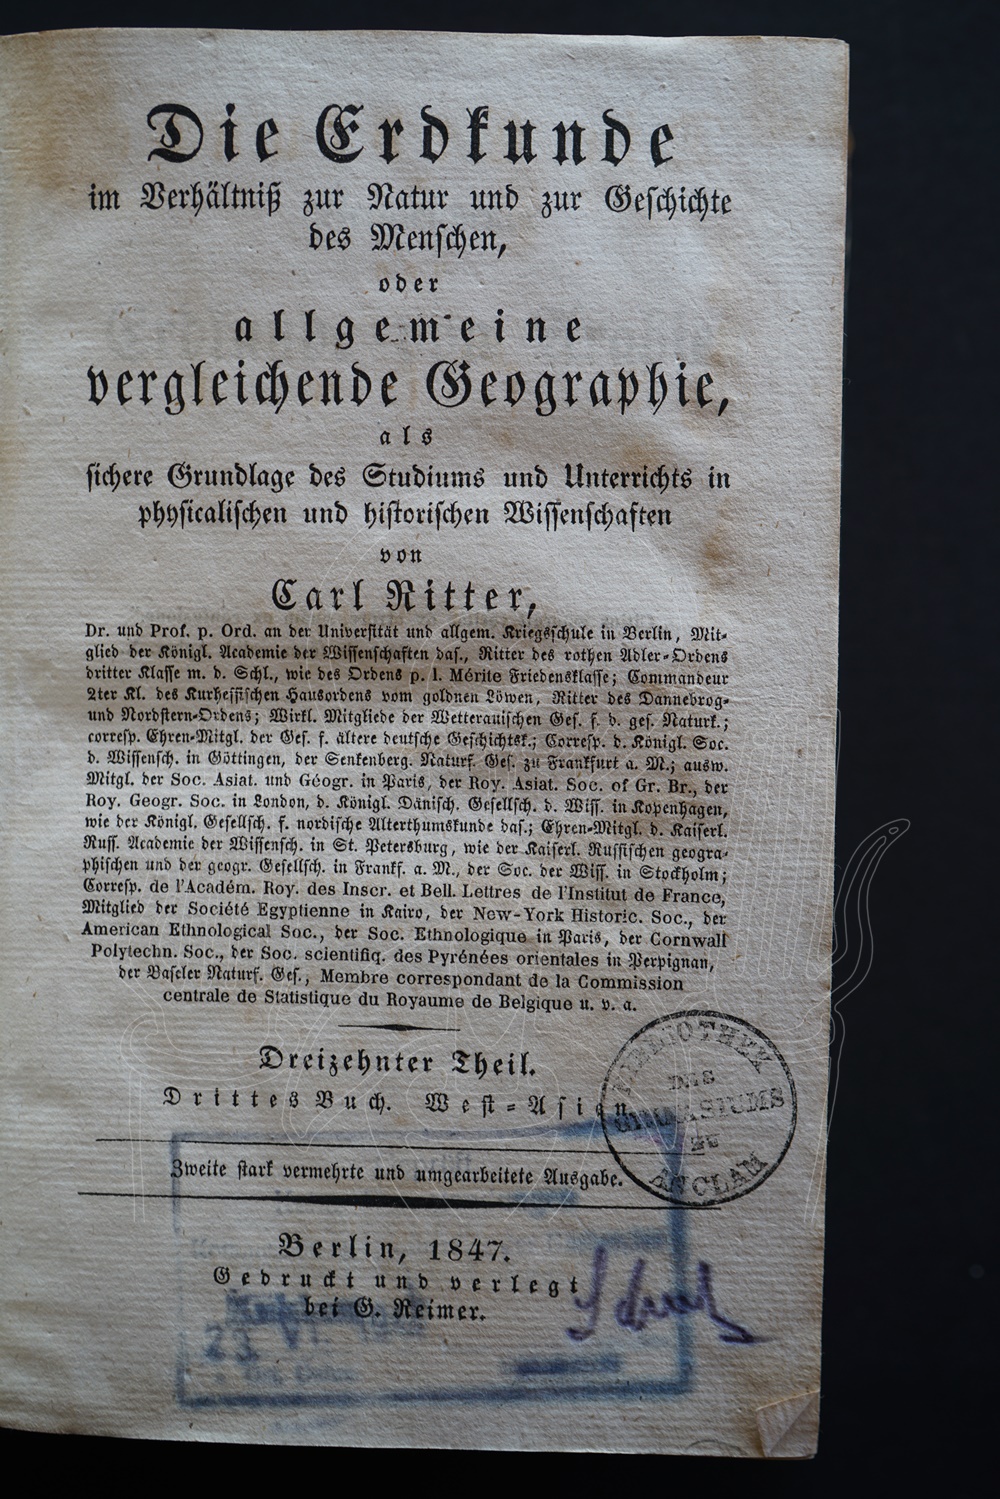 Die Erdkunde
im Verhältniß zur Natur und zur Geschichte
des Menschen,
oder
allgemeine
vergleichende Geographie,
als
sichere Grundlage des Studiums und Unterrichts in
physicalischen und historischen Wissenschaften
von
Carl Ritter,
Dr. und Prof. p. Ord. an der Universität und allgem. Kriegsschule in Berlin, Mit-
glied der Königl. Academie der Wissenschaften das., Ritter des rothen Adler-Ordens
dritter Klasse m. d. Schl., wie des Ordens p. l. Mérite Friedensklasse; Commandeur
2ter Kl. des Kurhessischen Hausordens vom goldnen Löwen, Ritter des Dannebrog-
und Nordstern-Ordens; Wirkl. Mitgliede der Wetterauischen Ges. f. d. ges. Naturk.;
corresp. Ehren-Mitgl. der Ges. f. ältere deutsche Geschichtsk.; Corresp. d. Königl. Soc.
d. Wissensch. in Göttingen, der Senkenberg. Naturf. Ges. zu Frankfurt a. M.; ausw.
Mitgl. der Soc. Asiat. und Géogr. in Paris, der Roy. Asiat. Soc. of Gr. Br., der
Roy. Geogr. Soc. in London, d. Königl. Dänisch. Gesellsch. d. Wiss. in Kopenhagen,
wie der Königl. Gesellsch. f. nordische Alterthumskunde das.; Ehren-Mitgl. d. Kaiserl.
Russ. Academie der Wissensch. in St. Petersburg, wie der Kaiserl. Russischen geogra-
phischen und der geogr. Gesellsch. in Frankf. a. M., der Soc. der Wiss. in Stockholm;
Corresp. de l'Académ. Roy. des Inscr. et Bell. Lettres de l'Institut de France,
Mitglied der Société Egyptienne in Kairo, der New-York Historic. Soc., der
American Ethnological Soc., der Soc. Ethnologique in Paris, der Cornwall
Polytechn. Soc., der Soc. scientifiq. des Pyrénées orientales in Perpignan,
der Baseler Naturf. Ges., Membre correspondant de la Commission
centrale de Statistique du Royaume de Belgique u. v. a.
Dreizehnter Theil.
Drittes Buch. West-Asien.
BIBLIOTHEK
DES
GYMNASIUMS
ZU
ANCLAM
Zweite stark vermehrte und umgearbeitete Ausgabe.
Berlin, 1847.
Gedruckt und verlegt
bei G. Reimer.
23. VI.